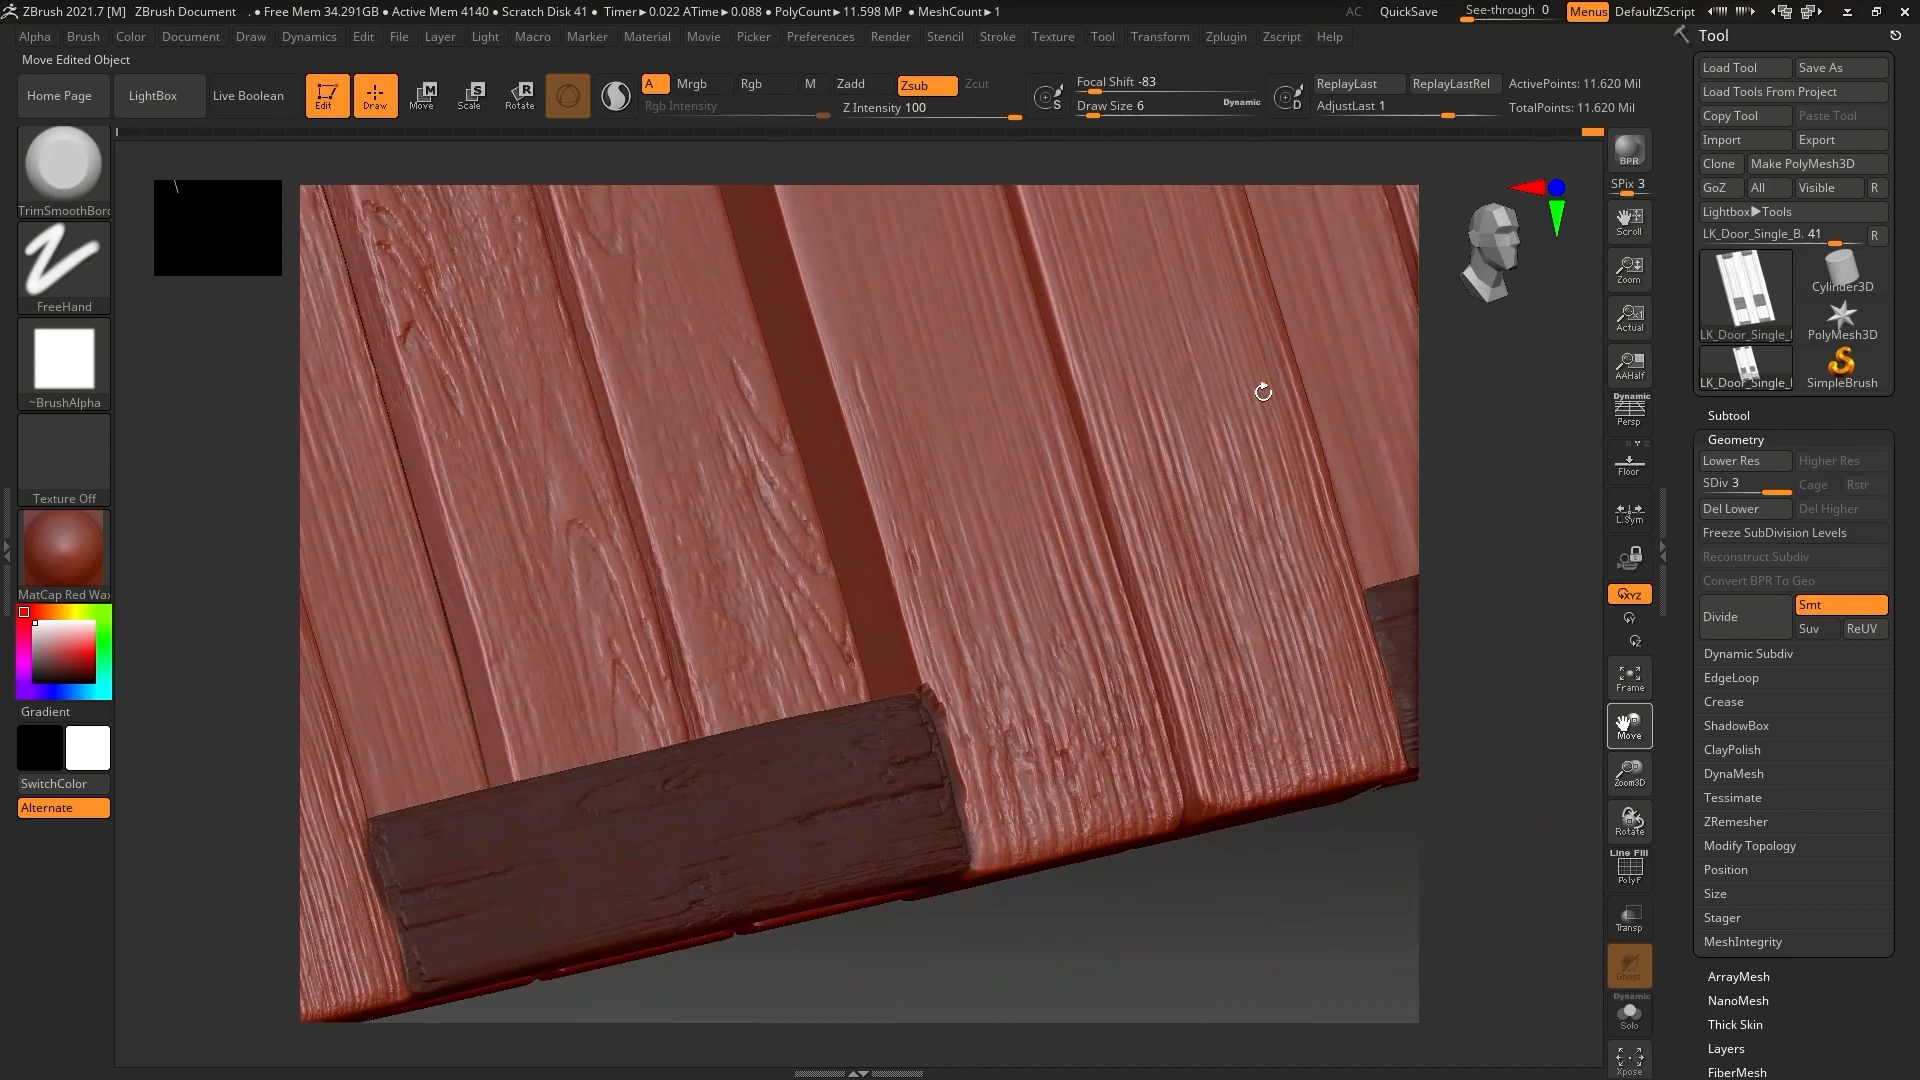 ZBrush 2021.7 [M] ZBrush Document . ● Free Mem 34.291GB ● Active Mem 4140 ● Scratch Disk 41 ● Timer►0.022 ATime►0.088 ● PolyCount►11.598 MP ● MeshCount►1 AC QuickSave See-through 0 Menus DefaultZScript
Alpha Brush Color Document Draw Dynamics Edit File Layer Light Macro Marker Material Movie Picker Preferences Render Stencil Stroke Texture Tool Transform Zplugin Zscript Help
Move Edited Object
Home Page LightBox Live Boolean Edit Draw Move Scale Rotate
A Mrgb Rgb M Zadd Zsub Zcut
Rgb Intensity Z Intensity 100
S Focal Shift -83
Draw Size 6 Dynamic
D ReplayLast ReplayLastRel ActivePoints: 11.620 Mil
AdjustLast 1 TotalPoints: 11.620 Mil
TrimSmoothBord
FreeHand
~BrushAlpha
Texture Off
MatCap Red Wax
Gradient
SwitchColor
Alternate
BPR
SPix 3
Scroll
Zoom
Actual
AAHalf
Dynamic
Persp
Floor
L.Sym
XYZ
Y
Z
Frame
Move
Zoom3D
Rotate
Line Fill
PolyF
Transp
Ghost
Dynamic
Solo
Xpose
Tool
Load Tool Save As
Load Tools From Project
Copy Tool Paste Tool
Import Export
Clone Make PolyMesh3D
GoZ All Visible R
Lightbox▶Tools
LK_Door_Single_B. 41 R
Cylinder3D
LK_Door_Single_ PolyMesh3D
LK_Door_Single_ SimpleBrush
Subtool
Geometry
Lower Res Higher Res
SDiv 3 Cage Rstr
Del Lower Del Higher
Freeze SubDivision Levels
Reconstruct Subdiv
Convert BPR To Geo
Divide Smt
Suv ReUV
Dynamic Subdiv
EdgeLoop
Crease
ShadowBox
ClayPolish
DynaMesh
Tessimate
ZRemesher
Modify Topology
Position
Size
Stager
MeshIntegrity
ArrayMesh
NanoMesh
Thick Skin
Layers
FiberMesh